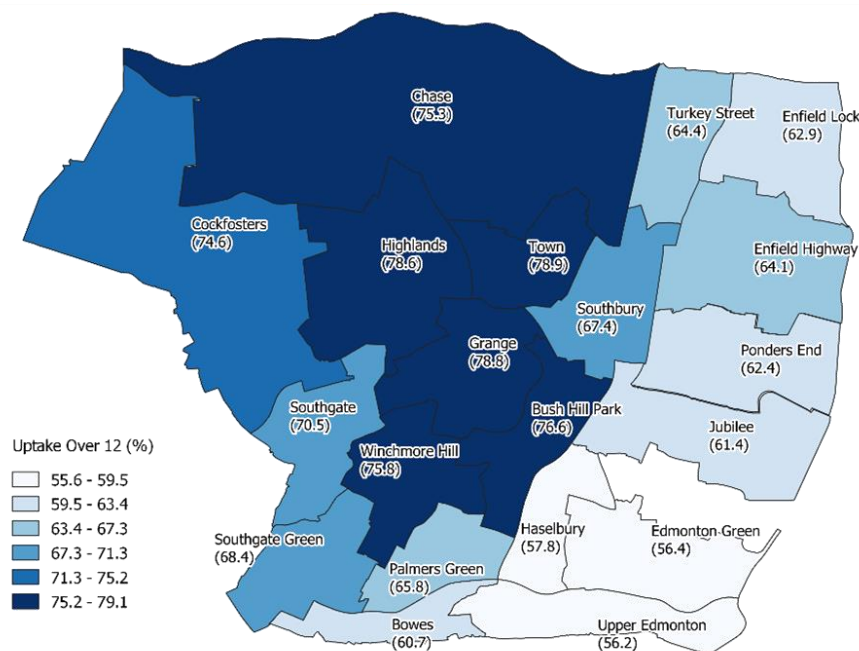 Chase
(75.3)
Turkey Street
(64.4)
Enfield Lock
(62.9)
Cockfosters
(74.6)
Highlands
(78.6)
Town
(78.9)
Enfield Highway
(64.1)
Southbury
(67.4)
Grange
(78.8)
Ponders End
(62.4)
Southgate
(70.5)
Bush Hill Park
(76.6)
Jubilee
(61.4)
Winchmore Hill
(75.8)
Haselbury
(57.8)
Edmonton Green
(56.4)
Southgate Green
(68.4)
Palmers Green
(65.8)
Bowes
(60.7)
Upper Edmonton
(56.2)
Uptake Over 12 (%)
55.6 - 59.5
59.5 - 63.4
63.4 - 67.3
67.3 - 71.3
71.3 - 75.2
75.2 - 79.1